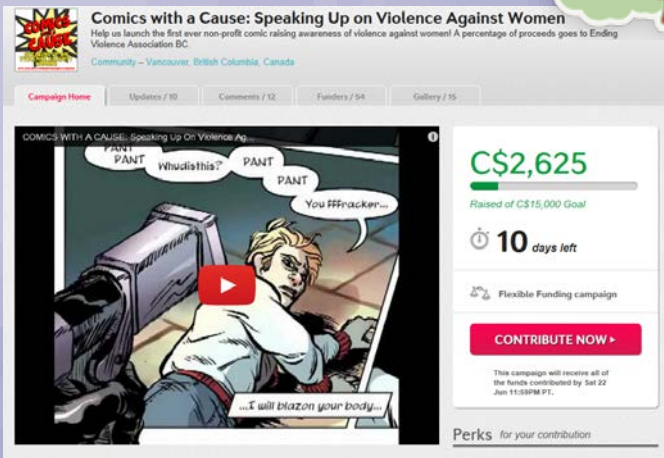 COMICS
CAUSE
Comics with a Cause: Speaking Up on Violence Against Women
Help us launch the first ever non-profit comic raising awareness of violence against women! A percentage of proceeds goes to Ending
Violence Association BC.
Community – Vancouver, British Columbia, Canada
Campaign Home
Updates / 10
Comments / 12
Funders / 54
Gallery / 15
COMICS WITH A CAUSE: Speaking Up On Violence Ag...
PANT
PANT
Whudisthis?
PANT
PANT
You fffracker...
...I will blazon your body...
C$2,625
Raised of C$15,000 Goal
10 days left
Flexible Funding campaign
CONTRIBUTE NOW ▸
This campaign will receive all of
the funds contributed by Sat 22
Jun 11:59PM PT.
Perks for your contribution